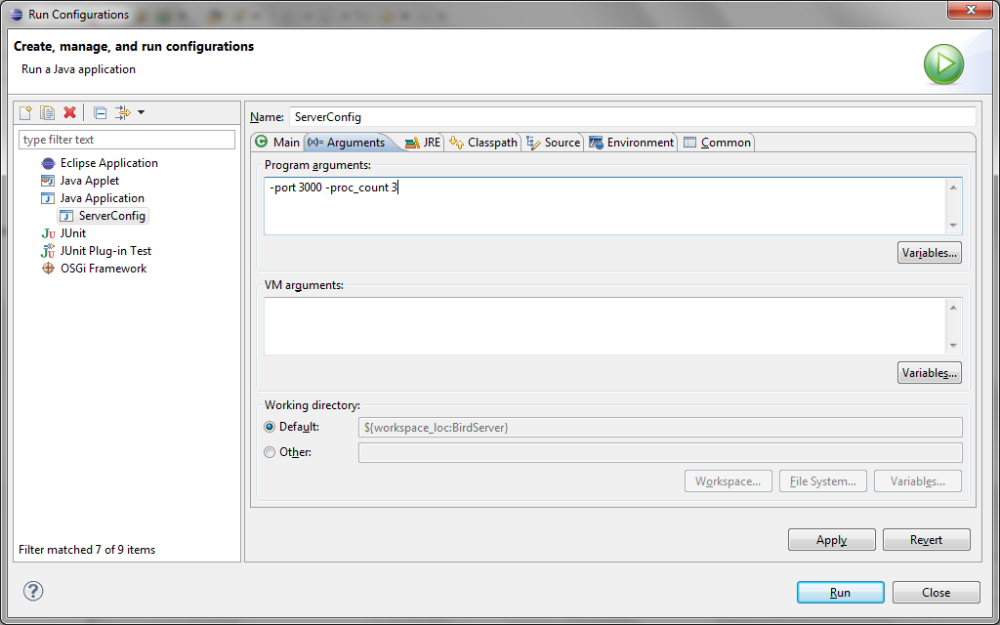 Run Configurations
Create, manage, and run configurations
Run a Java application
type filter text
Eclipse Application
Java Applet
Java Application
ServerConfig
JUnit
JUnit Plug-in Test
OSGi Framework
Filter matched 7 of 9 items
Name: ServerConfig
Main (x)= Arguments JRE Classpath Source Environment Common
Program arguments:
-port 3000 -proc_count 3
Variables...
VM arguments:
Variables...
Working directory:
Default: ${workspace_loc:BirdServer}
Other:
Workspace... File System... Variables...
Apply Revert
Run Close